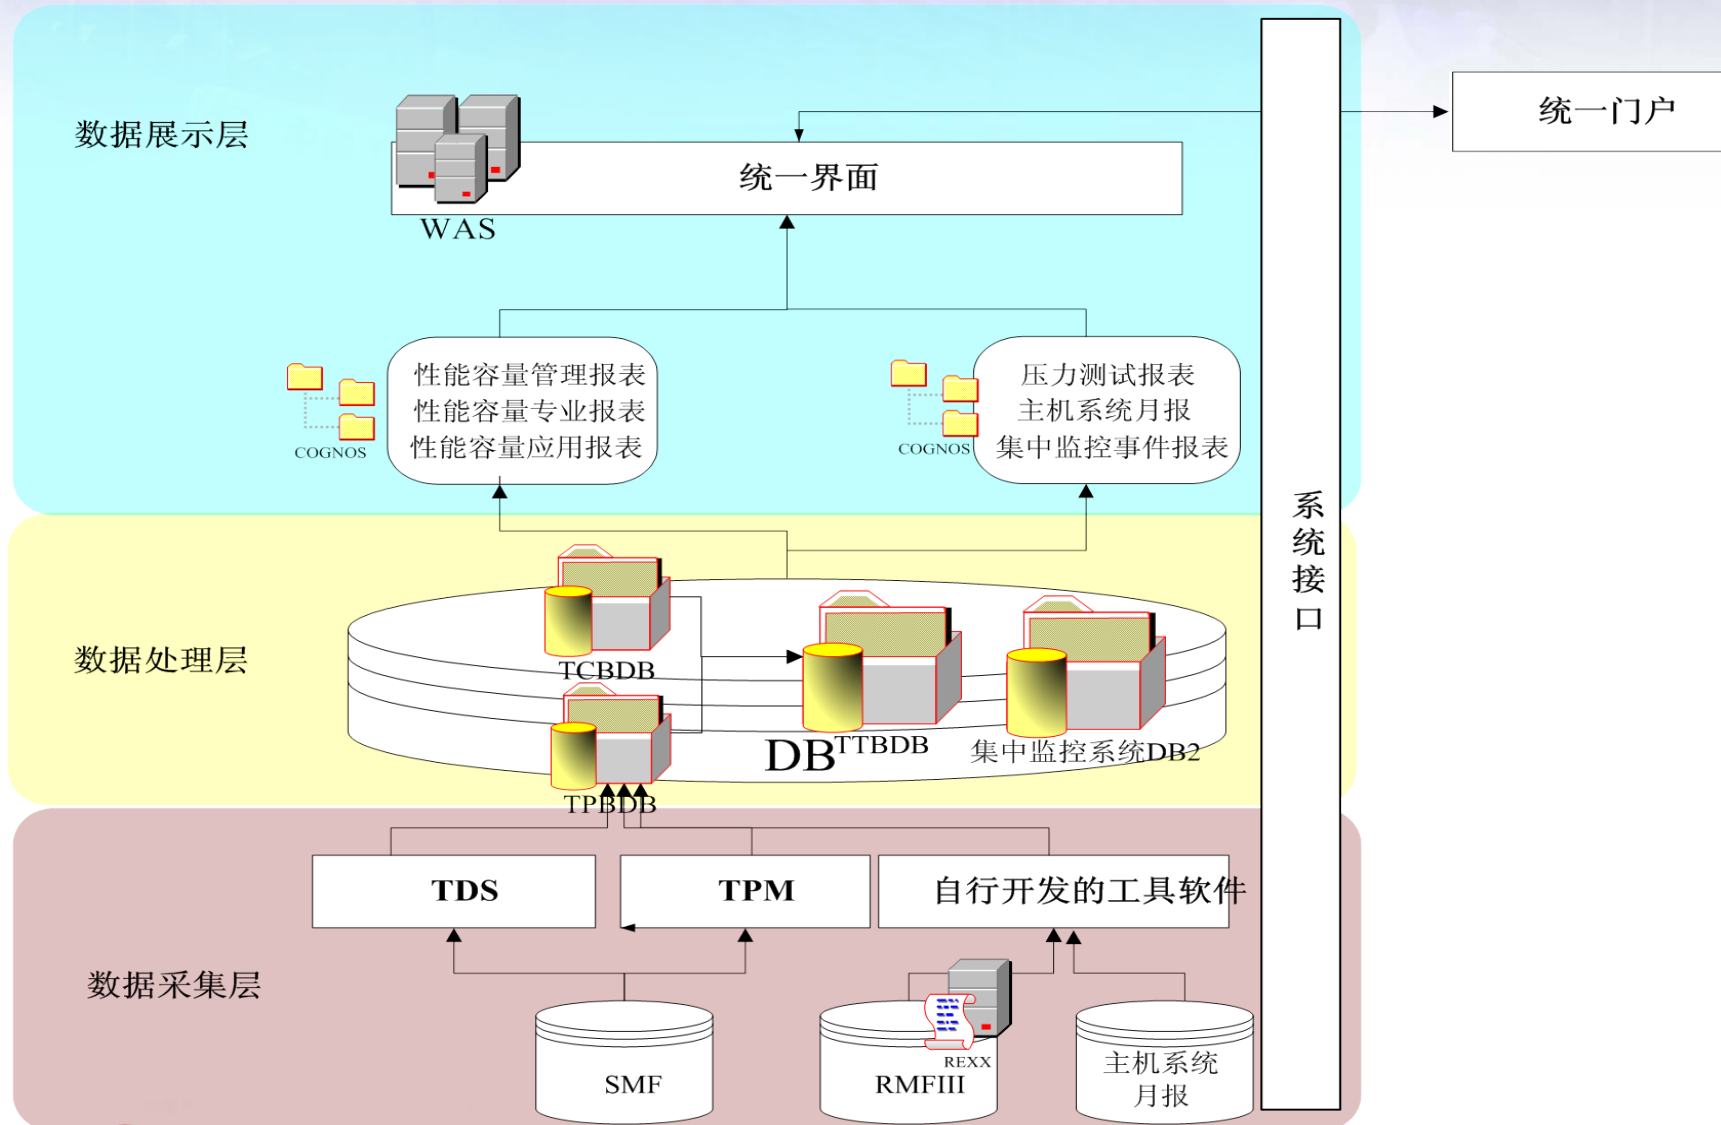 数据展示层
统一门户
统一界面
WAS
性能容量管理报表
性能容量专业报表
性能容量应用报表
COGNOS
压力测试报表
主机系统月报
集中监控事件报表
COGNOS
系统接口
数据处理层
TCBDB
TPBDB
DB
TTBDB
集中监控系统DB2
数据采集层
TDS
TPM
自行开发的工具软件
SMF
RMFIII
REXX
主机系统
月报